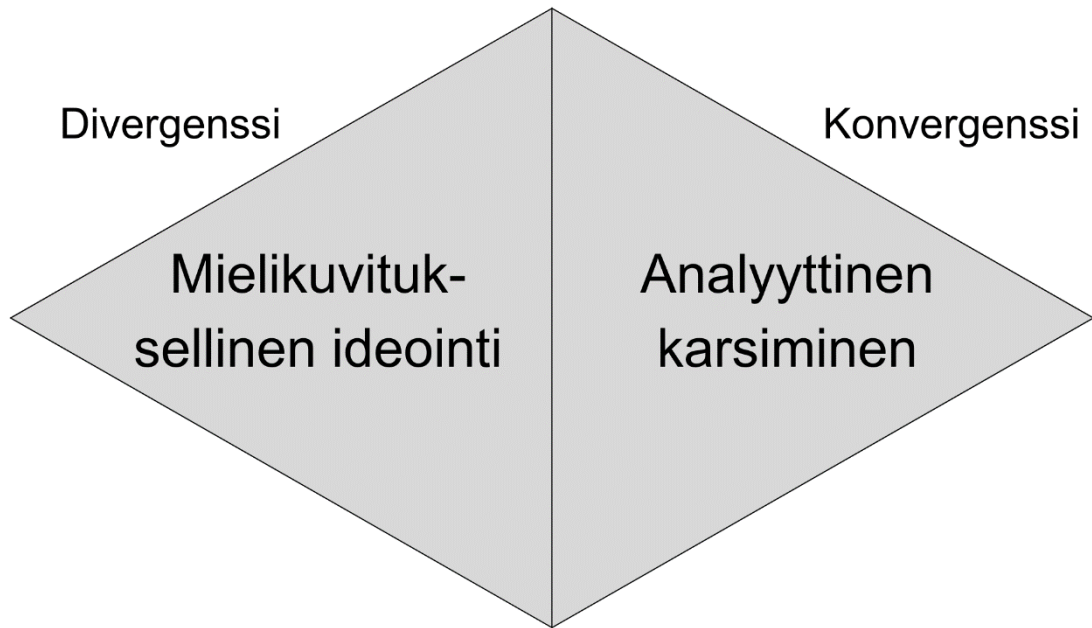 Divergenssi
Konvergenssi
Mielikuvituk-
sellinen ideointi
Analyyttinen
karsiminen